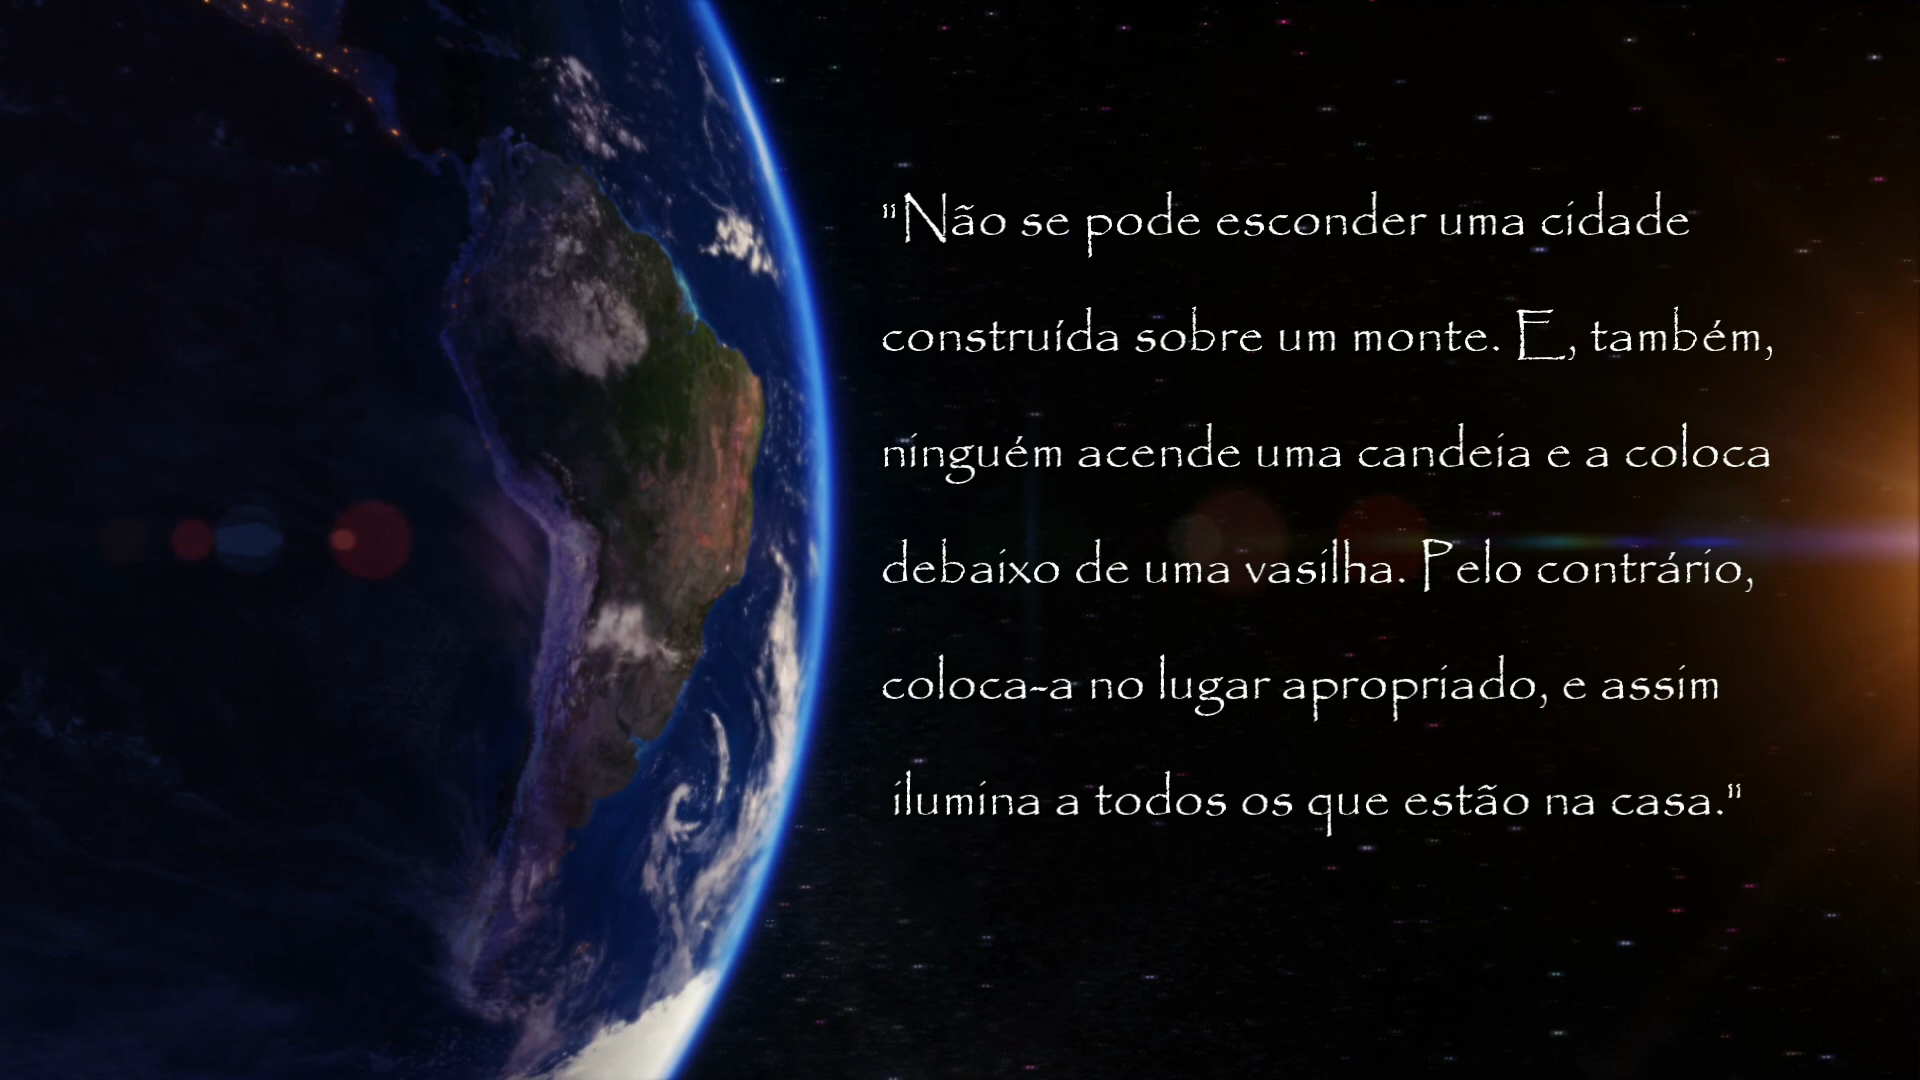 "Não se pode esconder uma cidade
construída sobre um monte. E, também,
ninguém acende uma candeia e a coloca
debaixo de uma vasilha. Pelo contrário,
coloca-a no lugar apropriado, e assim
ilumina a todos os que estão na casa."